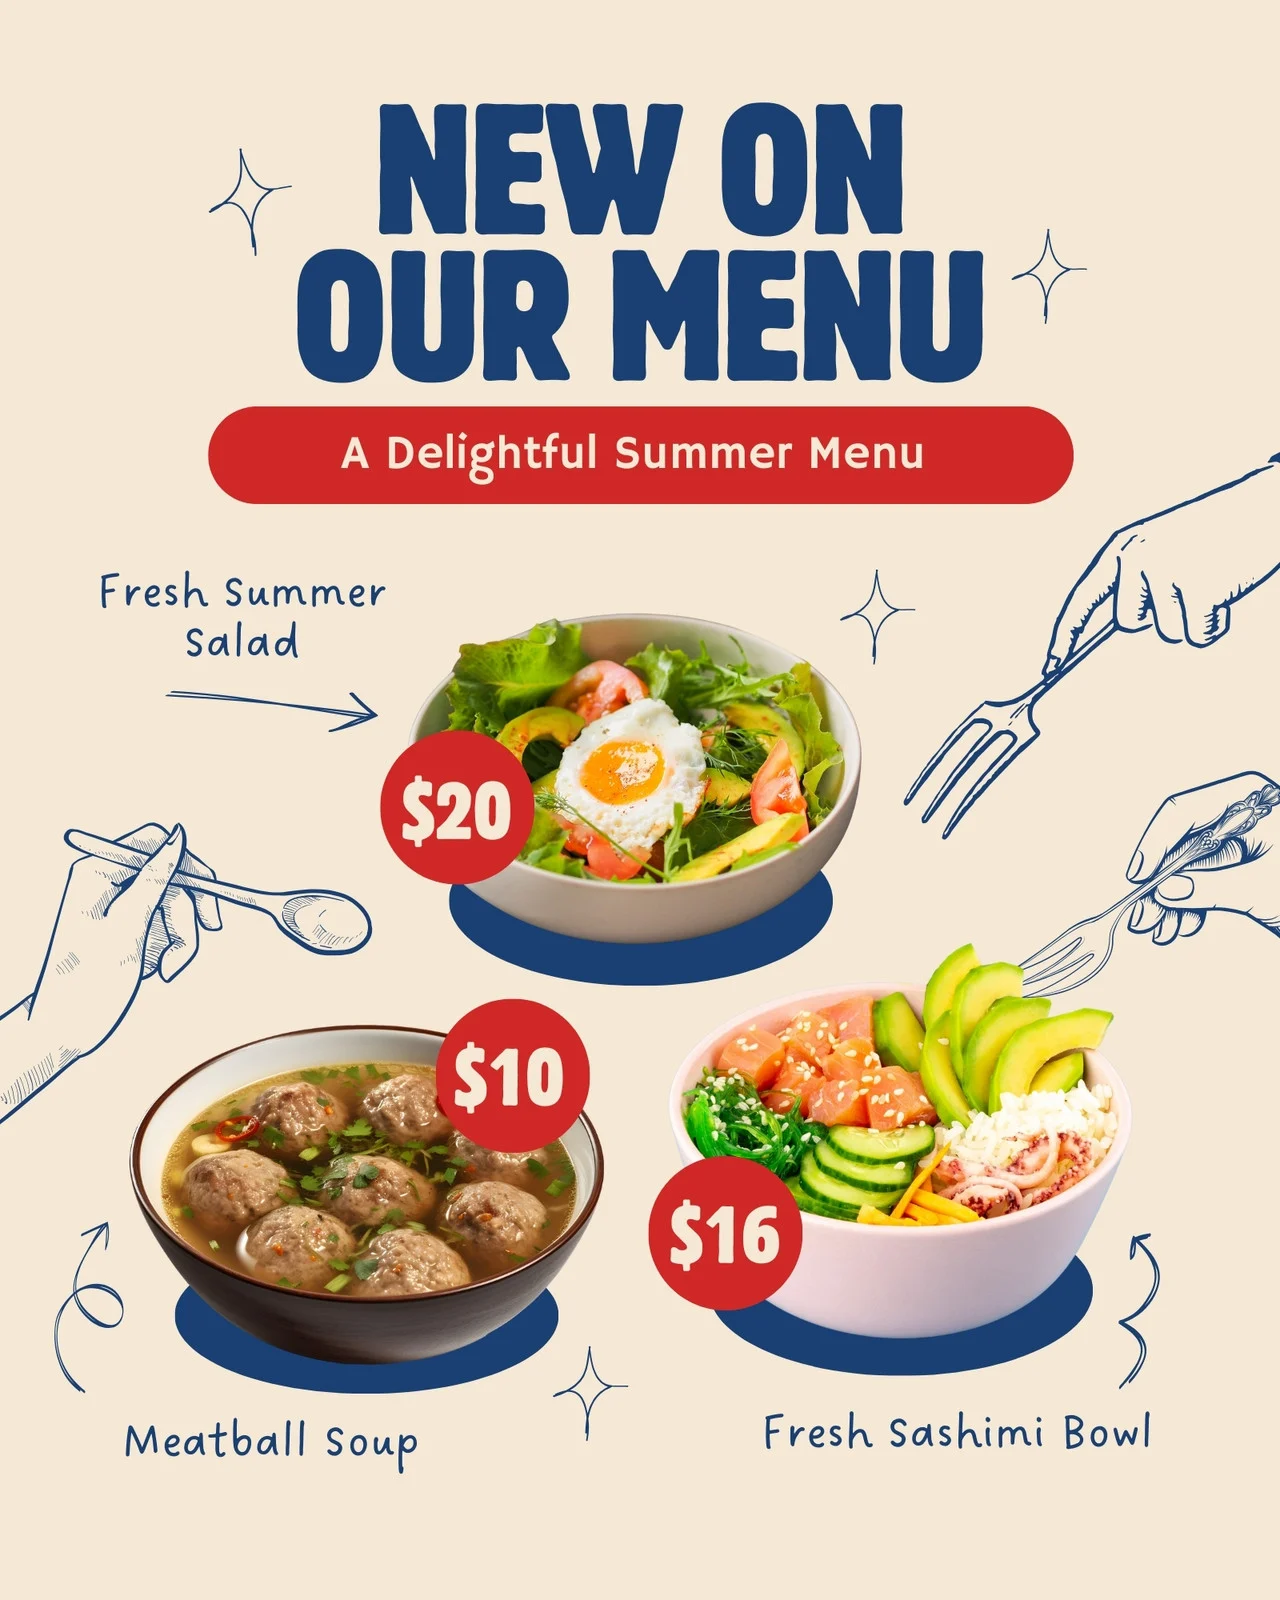 NEW ON
OUR MENU
A Delightful Summer Menu
Fresh Summer
Salad
$20
$10
$16
Meatball Soup
Fresh Sashimi Bowl